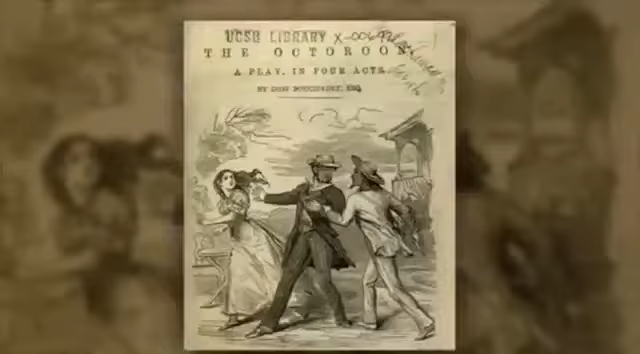 UCSB LIBRARY X-
THE OCTOROON.
A PLAY, IN FOUR ACTS.
BY DION BOUCICAULT, ESQ.